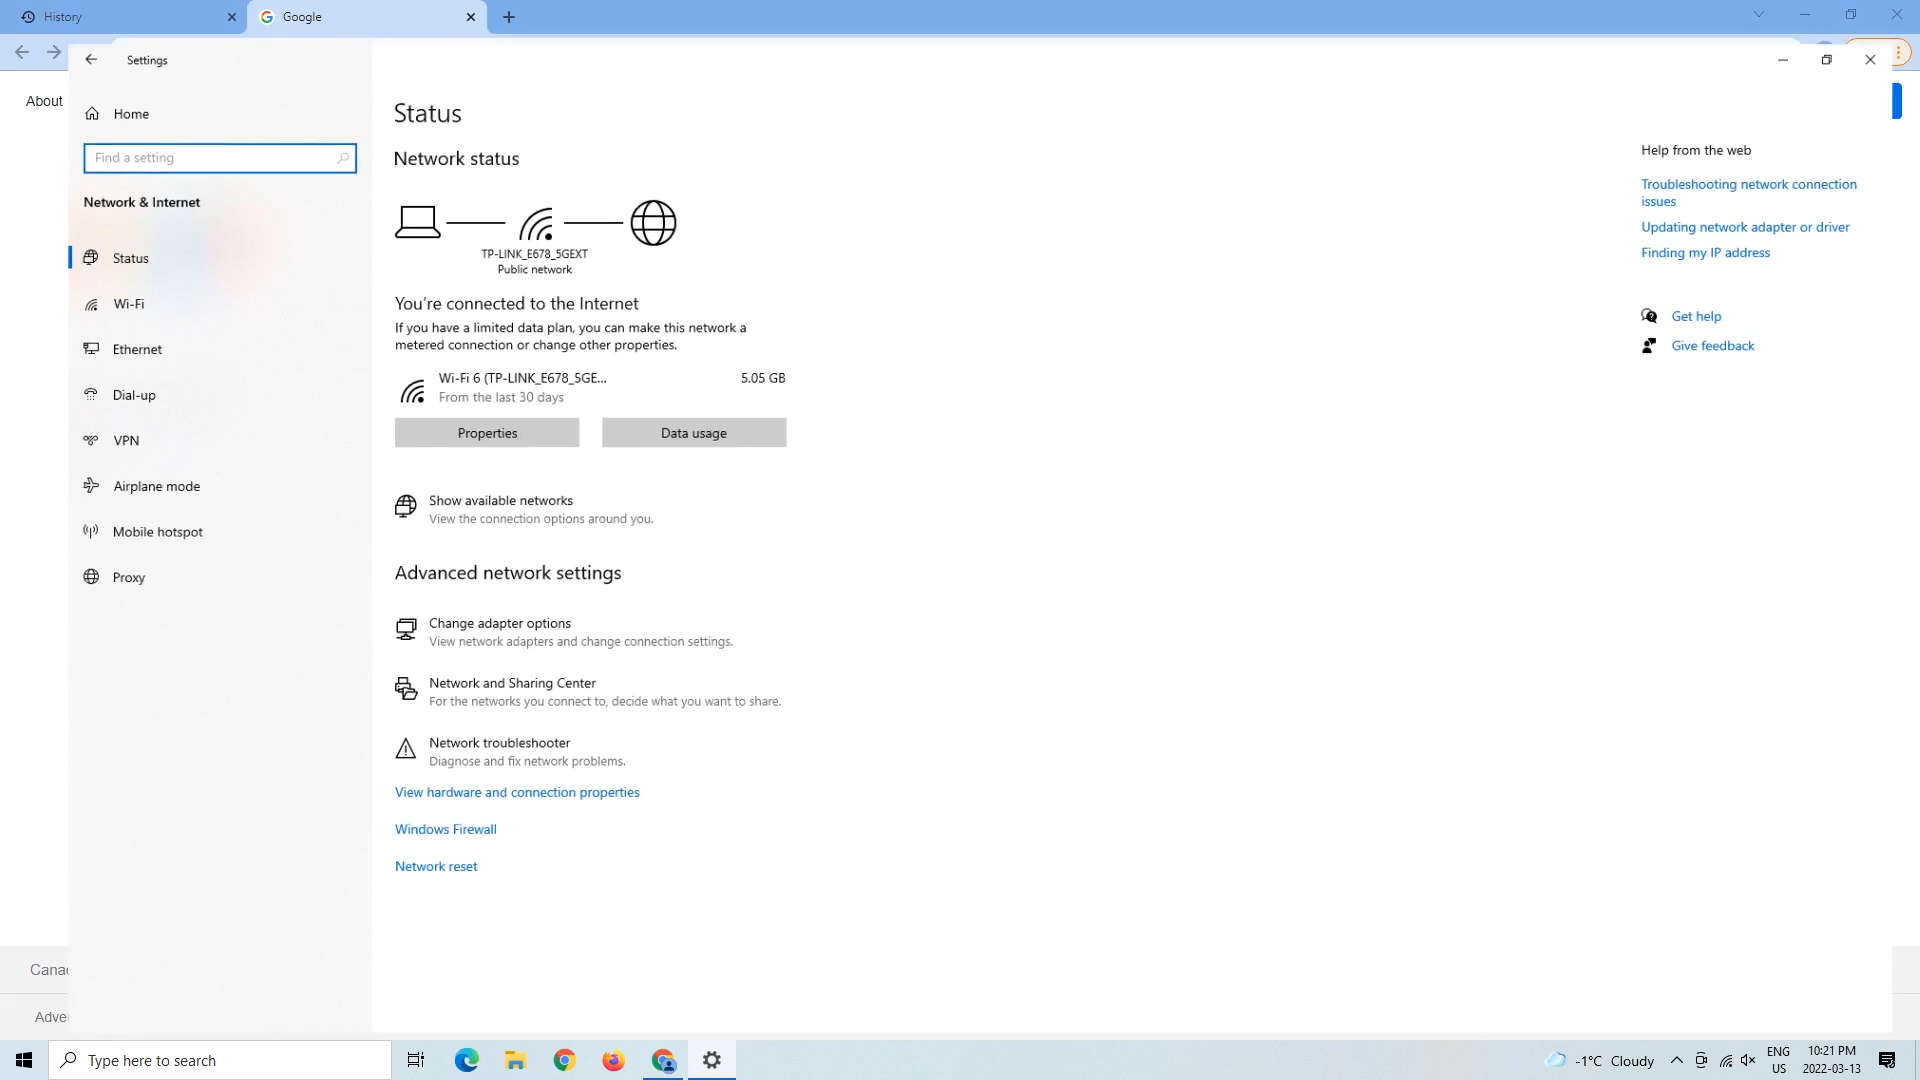 History
Google
Settings
About
Home
Find a setting
Network & Internet
Status
Wi-Fi
Ethernet
Dial-up
VPN
Airplane mode
Mobile hotspot
Proxy
Status
Network status
TP-LINK_E678_5GEXT
Public network
You're connected to the Internet
If you have a limited data plan, you can make this network a
metered connection or change other properties.
Wi-Fi 6 (TP-LINK_E678_5GE...
5.05 GB
From the last 30 days
Properties
Data usage
Show available networks
View the connection options around you.
Advanced network settings
Change adapter options
View network adapters and change connection settings.
Network and Sharing Center
For the networks you connect to, decide what you want to share.
Network troubleshooter
Diagnose and fix network problems.
View hardware and connection properties
Windows Firewall
Network reset
Help from the web
Troubleshooting network connection
issues
Updating network adapter or driver
Finding my IP address
Get help
Give feedback
Canac
Adver
Type here to search
-1°C Cloudy
ENG
US
10:21 PM
2022-03-13